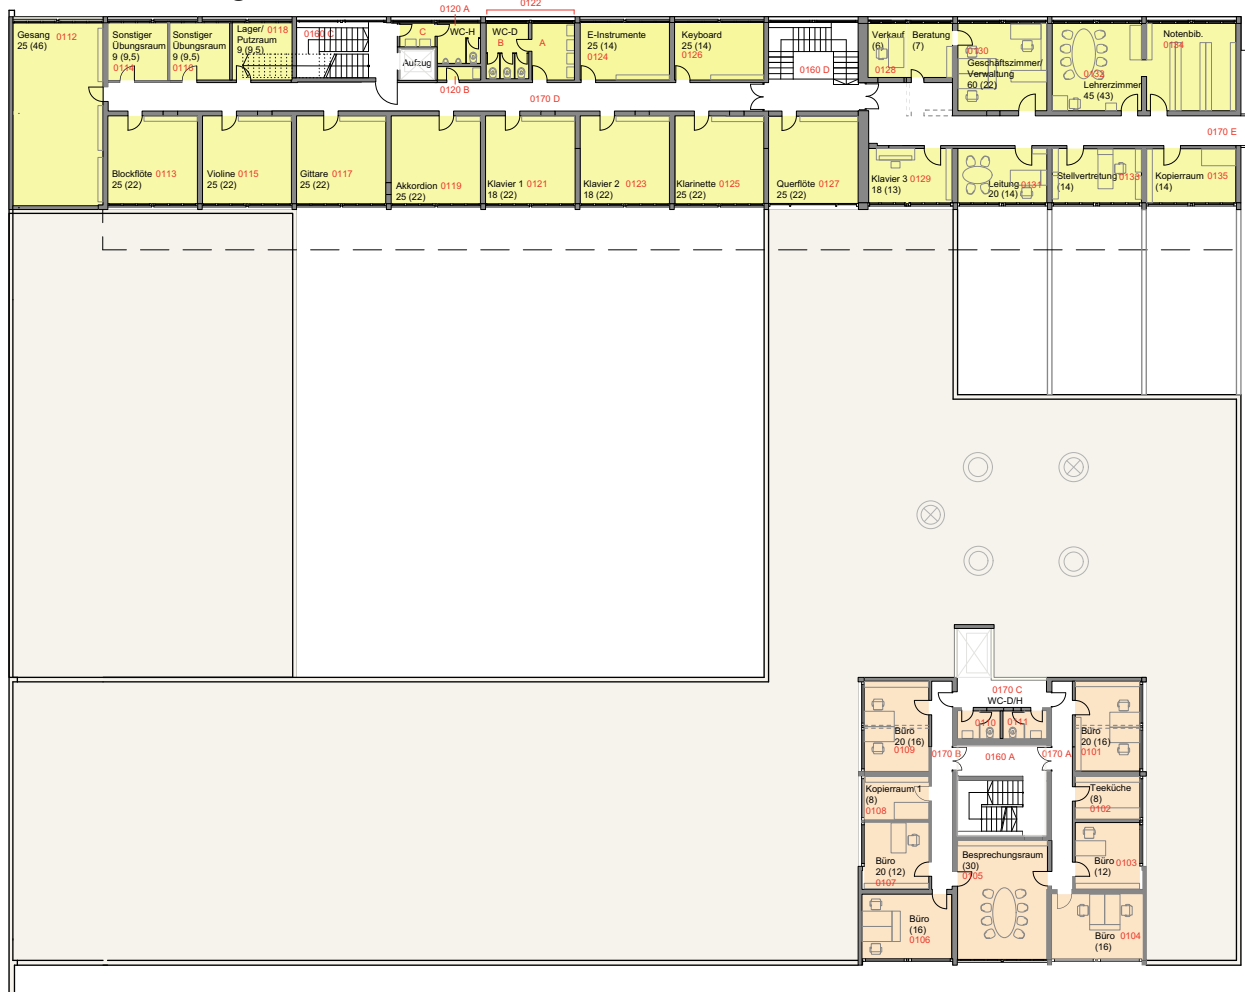 0120 A
0122
Gesang 0112
25 (46)
Sonstiger
Übungsraum
9 (9,5)
0114
Sonstiger
Übungsraum
9 (9,5)
0116
Lager/ 0118
Putzraum
9 (9,5)
0160 C
C
Aufzug
WC-H
0120 B
WC-D
B
A
E-Instrumente
25 (14)
0124
Keyboard
25 (14)
0126
0160 D
Verkauf
(6)
0128
Beratung
(7)
0130
Geschäftszimmer/
Verwaltung
60 (22)
0132
Lehrerzimmer
45 (43)
Notenbib.
0134
0170 D
0170 E
Blockflöte 0113
25 (22)
Violine 0115
25 (22)
Gittare 0117
25 (22)
Akkordion 0119
25 (22)
Klavier 1 0121
18 (22)
Klavier 2 0123
18 (22)
Klarinette 0125
25 (22)
Querflöte 0127
25 (22)
Klavier 3 0129
18 (13)
Leitung 0131
20 (14)
Stellvertretung 0133
(14)
Kopierraum 0135
(14)
0170 C
WC-D/H
0110
0111
Büro
20 (16)
0109
0170 B
0160 A
0170 A
Büro
20 (16)
0101
Kopierraum 1
(8)
0108
Teeküche
(8)
0102
Büro
20 (12)
0107
Besprechungsraum
(30)
0105
Büro 0103
(12)
Büro
(16)
0106
Büro 0104
(16)